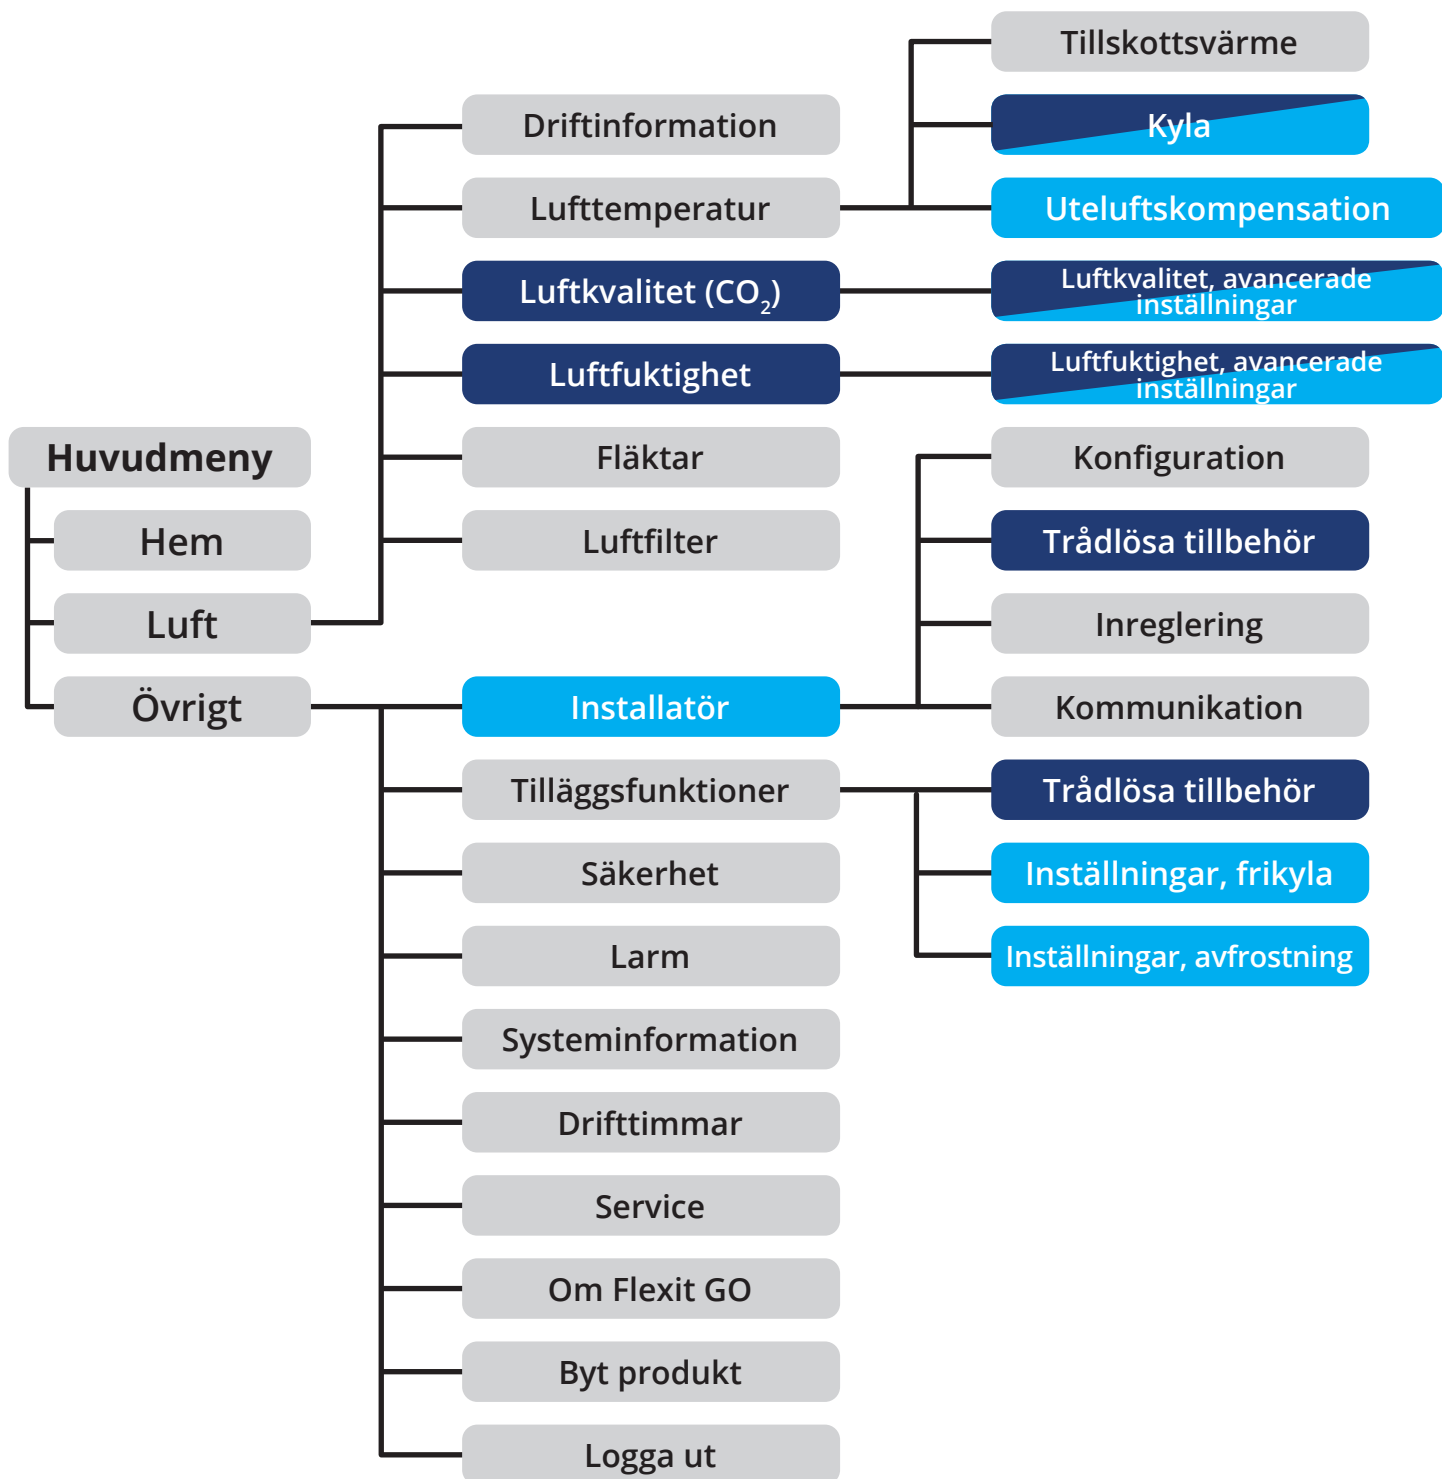 Huvudmeny
Hem
Luft
Övrigt
Driftinformation
Lufttemperatur
Luftkvalitet (CO₂)
Luftfuktighet
Fläktar
Luftfilter
Installatör
Tilläggsfunktioner
Säkerhet
Larm
Systeminformation
Drifttimmar
Service
Om Flexit GO
Byt produkt
Logga ut
Tillskottsvärme
Kyla
Uteluftskompensation
Luftkvalitet, avancerade
inställningar
Luftfuktighet, avancerade
inställningar
Konfiguration
Trådlösa tillbehör
Inreglering
Kommunikation
Trådlösa tillbehör
Inställningar, frikyla
Inställningar, avfrostning